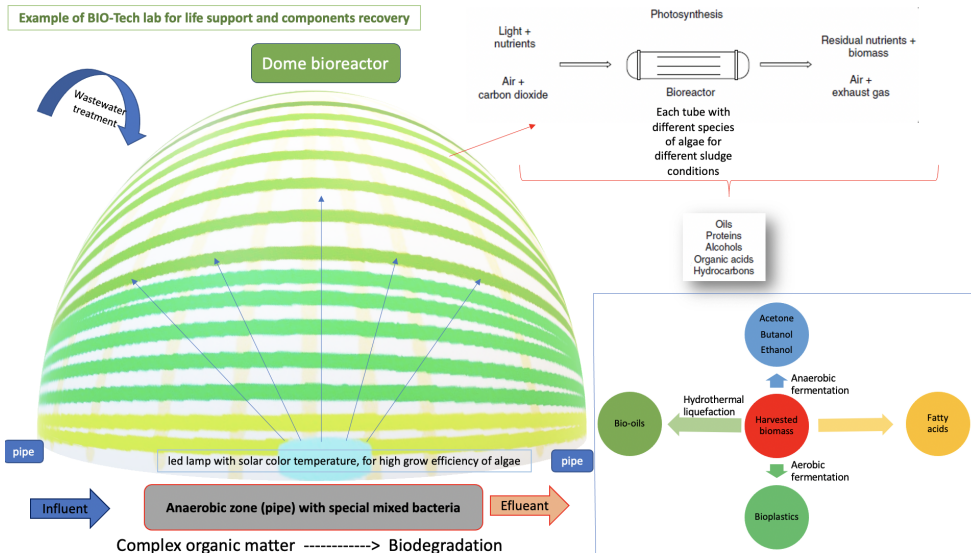 Example of BIO-Tech lab for life support and components recovery
Dome bioreactor
Wastewater
treatment
Photosynthesis
Light +
nutrients
Air +
carbon dioxide
Bioreactor
Residual nutrients +
biomass
Air +
exhaust gas
Each tube with
different species
of algae for
different sludge
conditions
Oils
Proteins
Alcohols
Organic acids
Hydrocarbons
Acetone
Butanol
Ethanol
Anaerobic
fermentation
Hydrothermal
liquefaction
Bio-oils
Harvested
biomass
Fatty
acids
Aerobic
fermentation
Bioplastics
pipe
led lamp with solar color temperature, for high grow efficiency of algae
pipe
Influent
Anaerobic zone (pipe) with special mixed bacteria
Eflueant
Complex organic matter ------------> Biodegradation